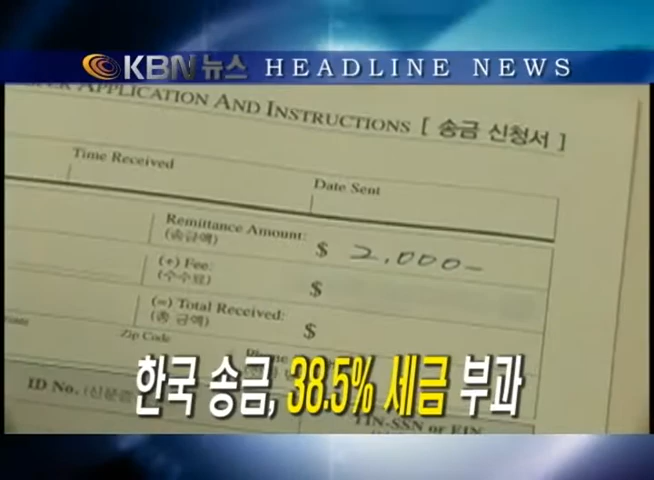 KBN 뉴스 HEADLINE NEWS
APPLICATION AND INSTRUCTIONS [ 송금 신청서 ]
Time Received
Date Sent
Remittance Amount: $ 2,000-
(송금액)
(+) Fee: $
(수수료)
(=) Total Received: $
(총 금액)
Zip Code
한국 송금, 38.5% 세금 부과
ID No.
TIN-SSN or EIN